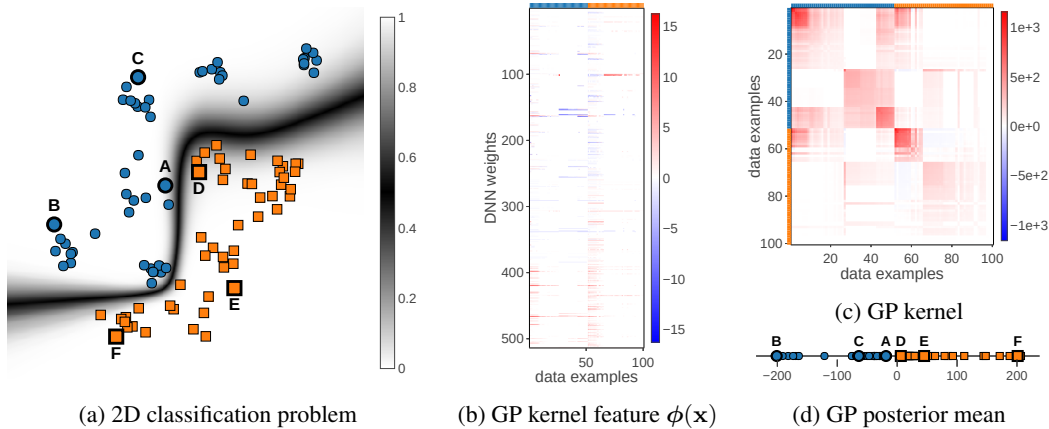 C
A
D
B
E
F
1
0.8
0.6
0.4
0.2
0
(a) 2D classification problem
DNN weights
0
100
200
300
400
500
0
50
100
data examples
15
10
5
0
−5
−10
−15
(b) GP kernel feature ϕ(x)
data examples
20
40
60
80
100
20
40
60
80
100
data examples
1e+3
5e+2
0e+0
−5e+2
−1e+3
(c) GP kernel
B
C
A
D
E
F
−200
−100
0
100
200
(d) GP posterior mean